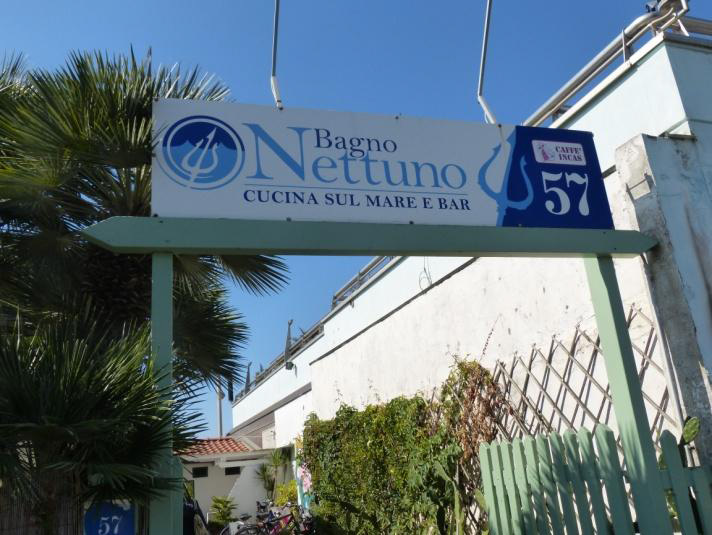 Bagno
Nettuno
CUCINA SUL MARE E BAR
CAFFE'
INCAS
57
57